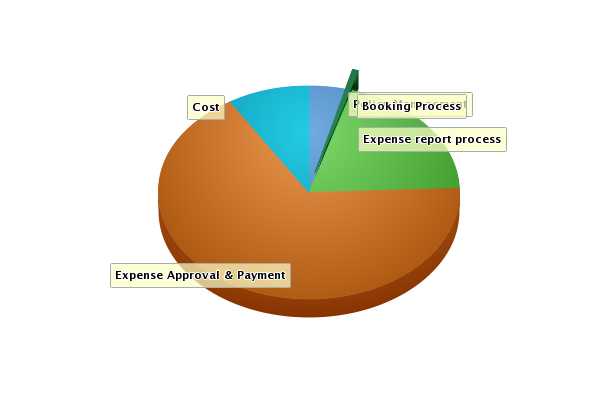 Cost
Booking Process
Expense report process
Expense Approval & Payment